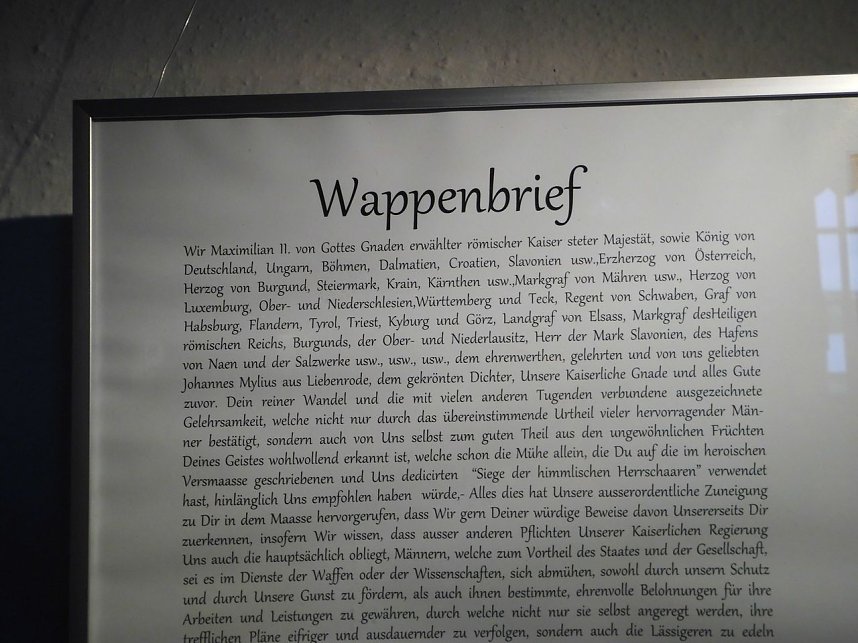 Wappenbrief
Wir Maximilian II. von Gottes Gnaden erwählter römischer Kaiser steter Majestät, sowie König von
Deutschland, Ungarn, Böhmen, Dalmatien, Croatien, Slavonien usw.,Erzherzog von Österreich,
Herzog von Burgund, Steiermark, Krain, Kärnthen usw.,Markgraf von Mähren usw., Herzog von
Luxemburg, Ober- und Niederschlesien,Württemberg und Teck, Regent von Schwaben, Graf von
Habsburg, Flandern, Tyrol, Triest, Kyburg und Görz, Landgraf von Elsass, Markgraf desHeiligen
römischen Reichs, Burgunds, der Ober- und Niederlausitz, Herr der Mark Slavonien, des Hafens
von Naen und der Salzwerke usw., usw., usw., dem ehrenwerthen, gelehrten und von uns geliebten
Johannes Mylius aus Liebenrode, dem gekrönten Dichter, Unsere Kaiserliche Gnade und alles Gute
zuvor. Dein reiner Wandel und die mit vielen anderen Tugenden verbundene ausgezeichnete
Gelehrsamkeit, welche nicht nur durch das übereinstimmende Urtheil vieler hervorragender Män-
ner bestätigt, sondern auch von Uns selbst zum guten Theil aus den ungewöhnlichen Früchten
Deines Geistes wohlwollend erkannt ist, welche schon die Mühe allein, die Du auf die im heroischen
Versmaasse geschriebenen und Uns dedicirten "Siege der himmlischen Herrschaaren" verwendet
hast, hinlänglich Uns empfohlen haben würde,- Alles dies hat Unsere ausserordentliche Zuneigung
zu Dir in dem Maasse hervorgerufen, dass Wir gern Deiner würdige Beweise davon Unsererseits Dir
zuerkennen, insofern Wir wissen, dass ausser anderen Pflichten Unserer Kaiserlichen Regierung
Uns auch die hauptsächlich obliegt, Männern, welche zum Vortheil des Staates und der Gesellschaft,
sei es im Dienste der Waffen oder der Wissenschaften, sich abmühen, sowohl durch unsern Schutz
und durch Unsere Gunst zu fördern, als auch ihnen bestimmte, ehrenvolle Belohnungen für ihre
Arbeiten und Leistungen zu gewähren, durch welche nicht nur sie selbst angeregt werden, ihre
trefflichen Pläne eifriger und ausdauernder zu verfolgen, sondern auch die Lässigeren zu edeln